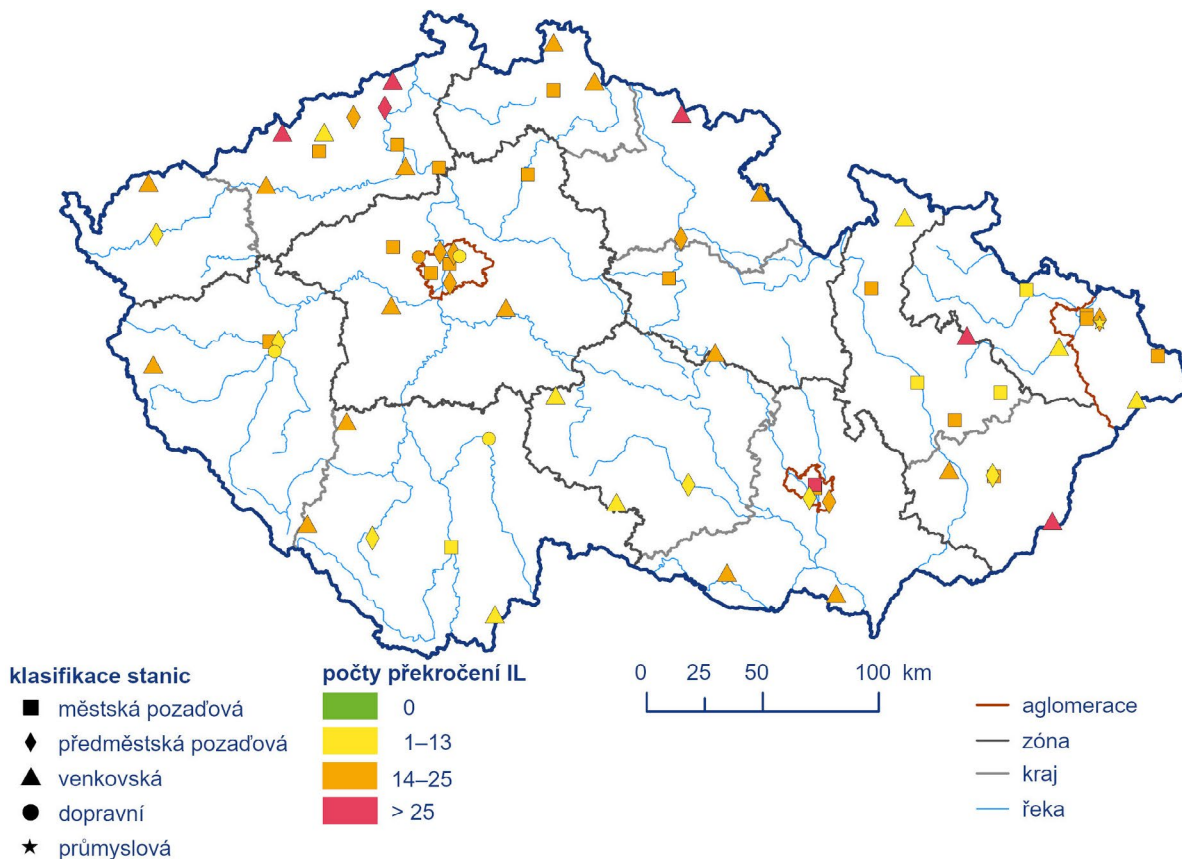 klasifikace stanic
městská pozaďová
předměstská pozaďová
venkovská
dopravní
průmyslová
počty překročení IL
0
1–13
14–25
> 25
0 25 50 100 km
aglomerace
zóna
kraj
řeka